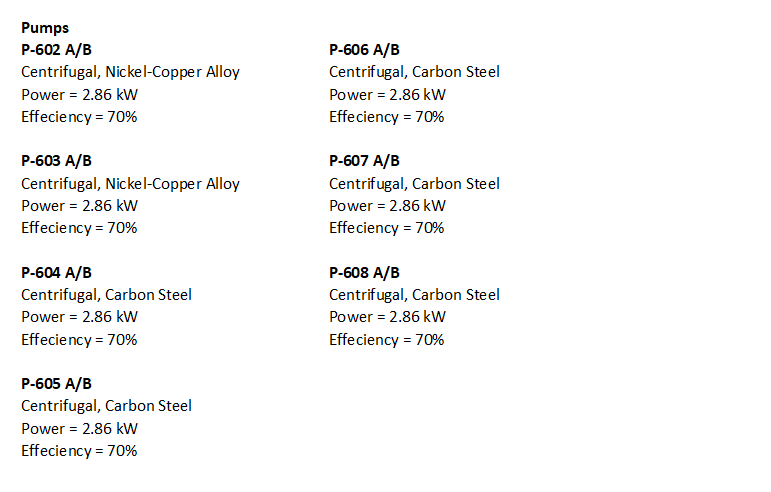 Pumps
P-602 A/B
Centrifugal, Nickel-Copper Alloy
Power = 2.86 kW
Effeciency = 70%
P-603 A/B
Centrifugal, Nickel-Copper Alloy
Power = 2.86 kW
Effeciency = 70%
P-604 A/B
Centrifugal, Carbon Steel
Power = 2.86 kW
Effeciency = 70%
P-605 A/B
Centrifugal, Carbon Steel
Power = 2.86 kW
Effeciency = 70%
P-606 A/B
Centrifugal, Carbon Steel
Power = 2.86 kW
Effeciency = 70%
P-607 A/B
Centrifugal, Carbon Steel
Power = 2.86 kW
Effeciency = 70%
P-608 A/B
Centrifugal, Carbon Steel
Power = 2.86 kW
Effeciency = 70%